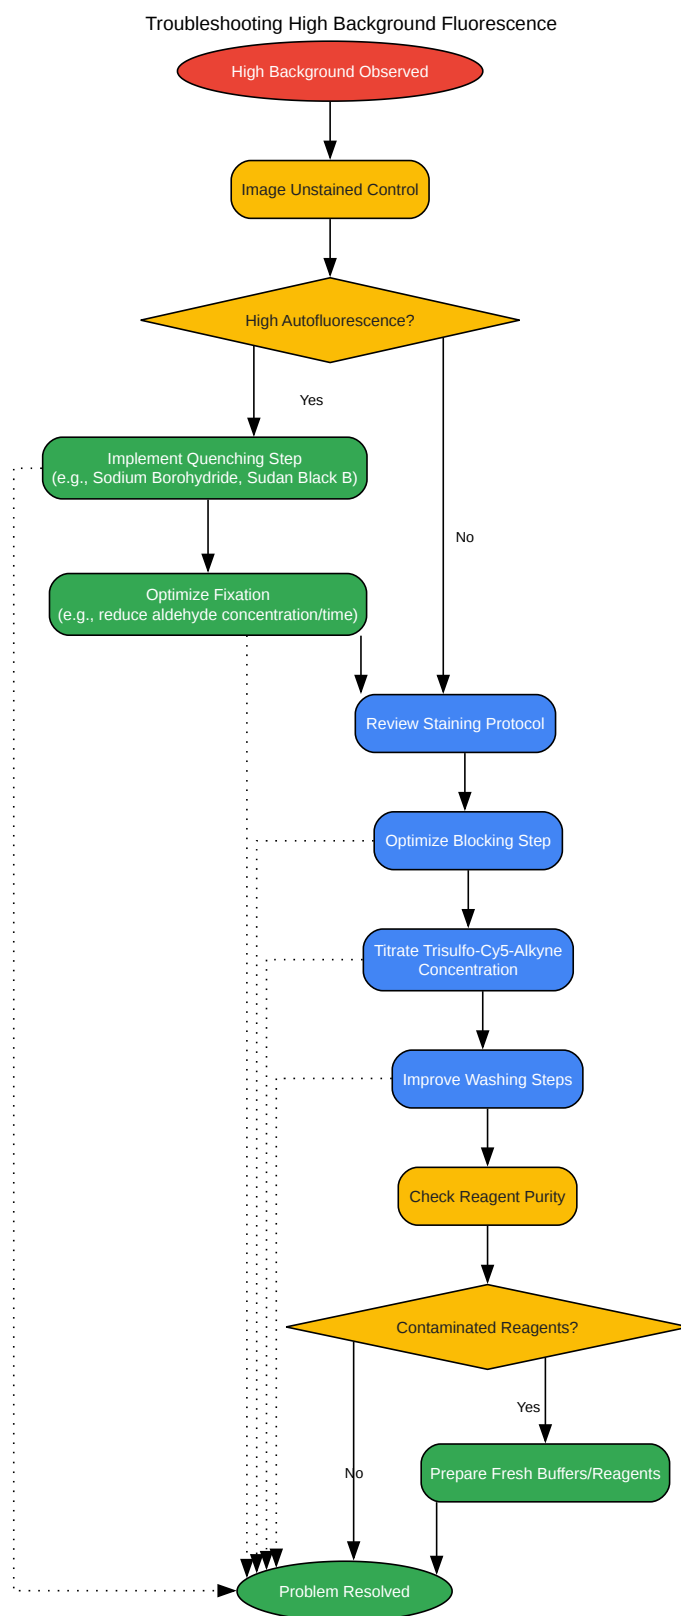 Troubleshooting High Background Fluorescence
High Background Observed
Image Unstained Control
High Autofluorescence?
Yes
Implement Quenching Step
(e.g., Sodium Borohydride, Sudan Black B)
No
Optimize Fixation
(e.g., reduce aldehyde concentration/time)
Review Staining Protocol
Optimize Blocking Step
Titrate Trisulfo-Cy5-Alkyne
Concentration
Improve Washing Steps
Check Reagent Purity
Contaminated Reagents?
Yes
No
Prepare Fresh Buffers/Reagents
Problem Resolved